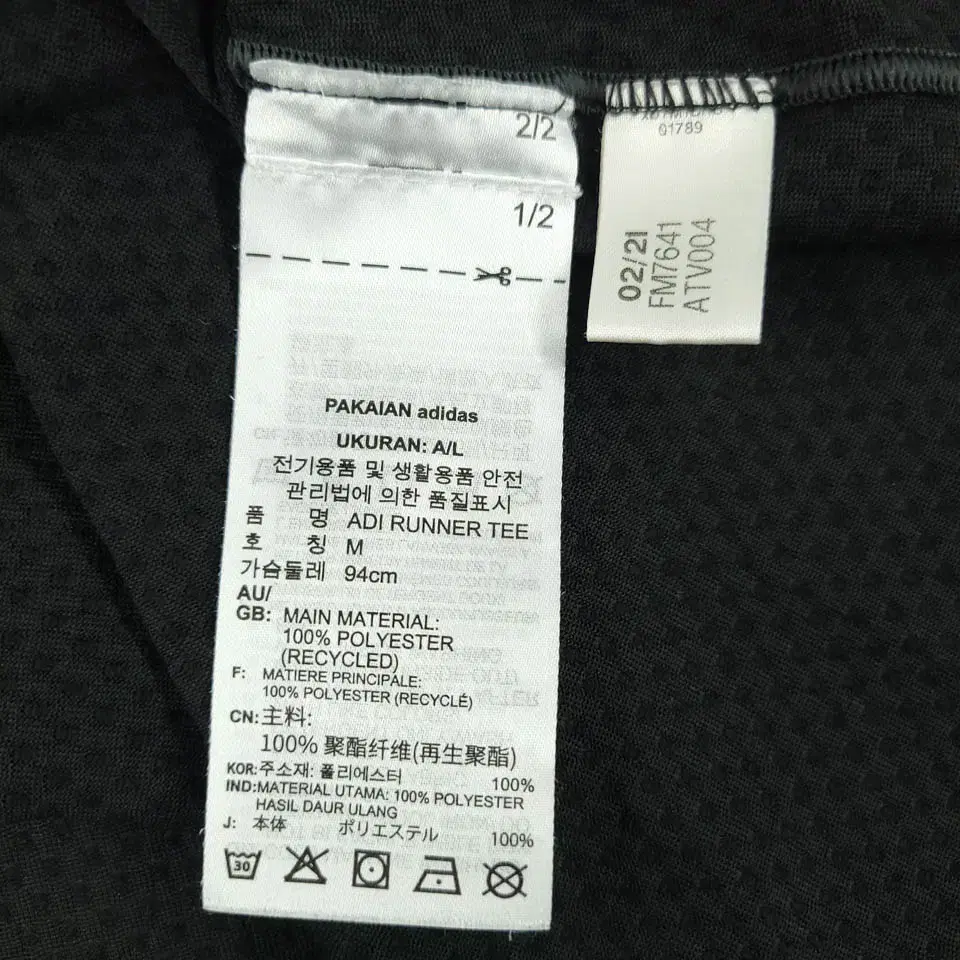 2/2
1/2
PAKAIAN adidas
UKURAN: A/L
전기용품 및 생활용품 안전
관리법에 의한 품질표시
품 명 ADI RUNNER TEE
호 칭 M
가슴둘레 94cm
AU/
GB: MAIN MATERIAL:
100% POLYESTER
(RECYCLED)
F: MATIERE PRINCIPALE:
100% POLYESTER (RECYCLÉ)
CN: 主料:
100% 聚酯纤维(再生聚酯)
KOR: 주소재: 폴리에스터 100%
IND: MATERIAL UTAMA: 100% POLYESTER
HASIL DAUR ULANG
J: 本体 ポリエステル 100%
30
01789
02/21
FM7641
ATV004